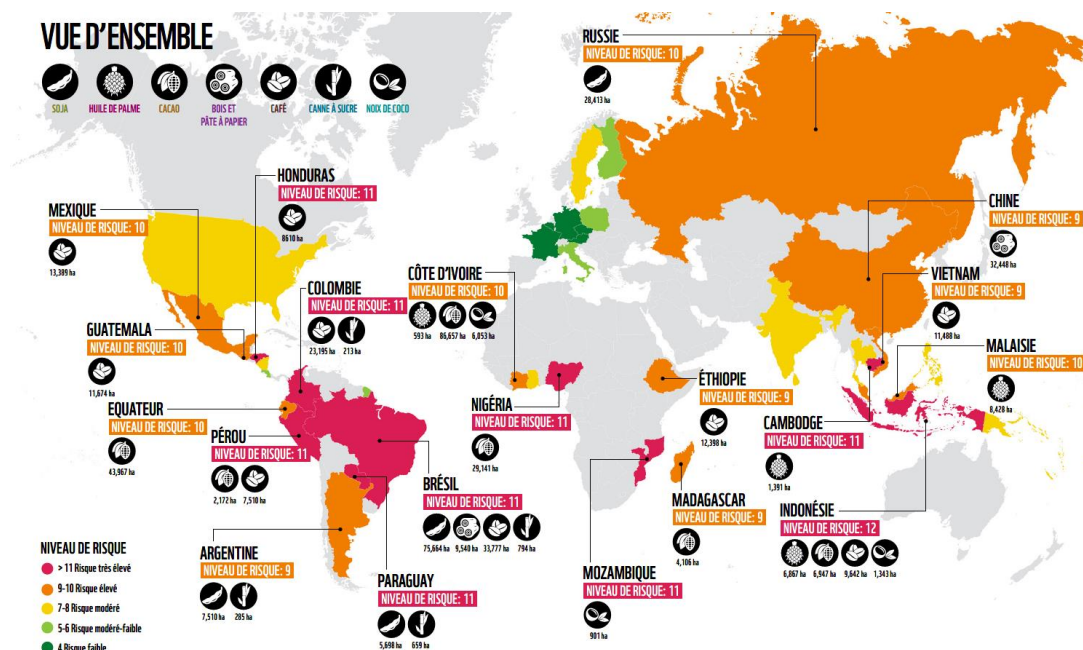 VUE D'ENSEMBLE
SOJA
HUILE DE PALME
CACAO
BOIS ET
PÂTE À PAPIER
CAFÉ
CANNE À SUCRE
NOIX DE COCO
RUSSIE
NIVEAU DE RISQUE: 10
28,413 ha
HONDURAS
NIVEAU DE RISQUE: 11
8610 ha
MEXIQUE
NIVEAU DE RISQUE: 10
13,389 ha
CHINE
NIVEAU DE RISQUE: 9
32,448 ha
CÔTE D'IVOIRE
NIVEAU DE RISQUE: 10
593 ha
86,657 ha
6,053 ha
COLOMBIE
NIVEAU DE RISQUE: 11
23,195 ha
213 ha
VIETNAM
NIVEAU DE RISQUE: 9
11,488 ha
GUATEMALA
NIVEAU DE RISQUE: 10
11,674 ha
MALAISIE
NIVEAU DE RISQUE: 10
8,428 ha
ÉTHIOPIE
NIVEAU DE RISQUE: 9
12,398 ha
EQUATEUR
NIVEAU DE RISQUE: 10
43,967 ha
NIGÉRIA
NIVEAU DE RISQUE: 11
29,141 ha
CAMBODGE
NIVEAU DE RISQUE: 11
1,391 ha
PÉROU
NIVEAU DE RISQUE: 11
2,172 ha
7,510 ha
BRÉSIL
NIVEAU DE RISQUE: 11
75,664 ha
9,540 ha
33,777 ha
794 ha
MADAGASCAR
NIVEAU DE RISQUE: 9
4,106 ha
INDONÉSIE
NIVEAU DE RISQUE: 12
6,867 ha
6,947 ha
9,642 ha
1,343 ha
ARGENTINE
NIVEAU DE RISQUE: 9
7,510 ha
285 ha
PARAGUAY
NIVEAU DE RISQUE: 11
5,698 ha
659 ha
MOZAMBIQUE
NIVEAU DE RISQUE: 11
901 ha
NIVEAU DE RISQUE
> 11 Risque très élevé
9-10 Risque élevé
7-8 Risque modéré
5-6 Risque modéré-faible
4 Risque faible